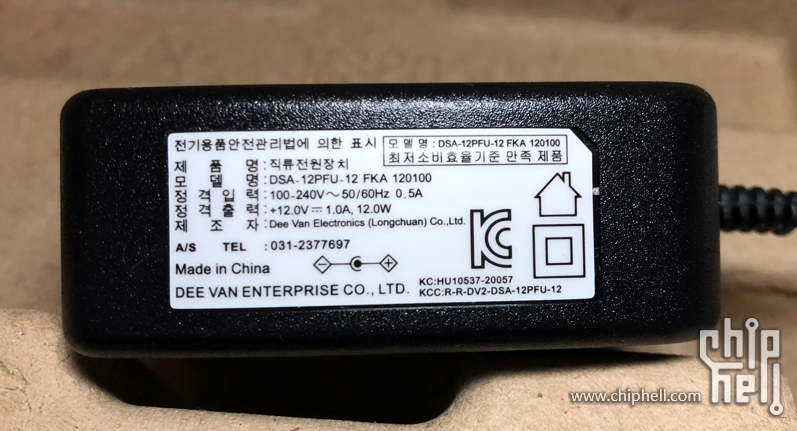 전기용품안전관리법에 의한 표시
모 델 명 : DSA-12PFU-12 FKA 120100
최저소비효율기준 만족 제품
제 품 명 : 직류전원장치
모 델 명 : DSA-12PFU-12 FKA 120100
정 격 입 력 : 100-240V～50/60Hz 0.5A
정 격 출 력 : +12.0V⎓1.0A, 12.0W
제 조 자 : Dee Van Electronics (Longchuan) Co.,Ltd.
A/S TEL : 031-2377697
Made in China
DEE VAN ENTERPRISE CO., LTD.
KC:HU10537-20057
KCC:R-R-DV2-DSA-12PFU-12
chip hell
www.chiphell.com